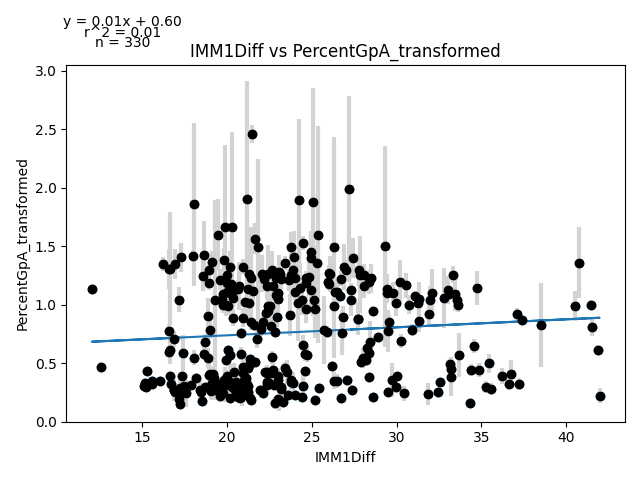 y = 0.01x + 0.60
r^2 = 0.01
n = 330
IMM1Diff vs PercentGpA_transformed
3.0
2.5
2.0
1.5
1.0
0.5
0.0
PercentGpA_transformed
15 20 25 30 35 40
IMM1Diff